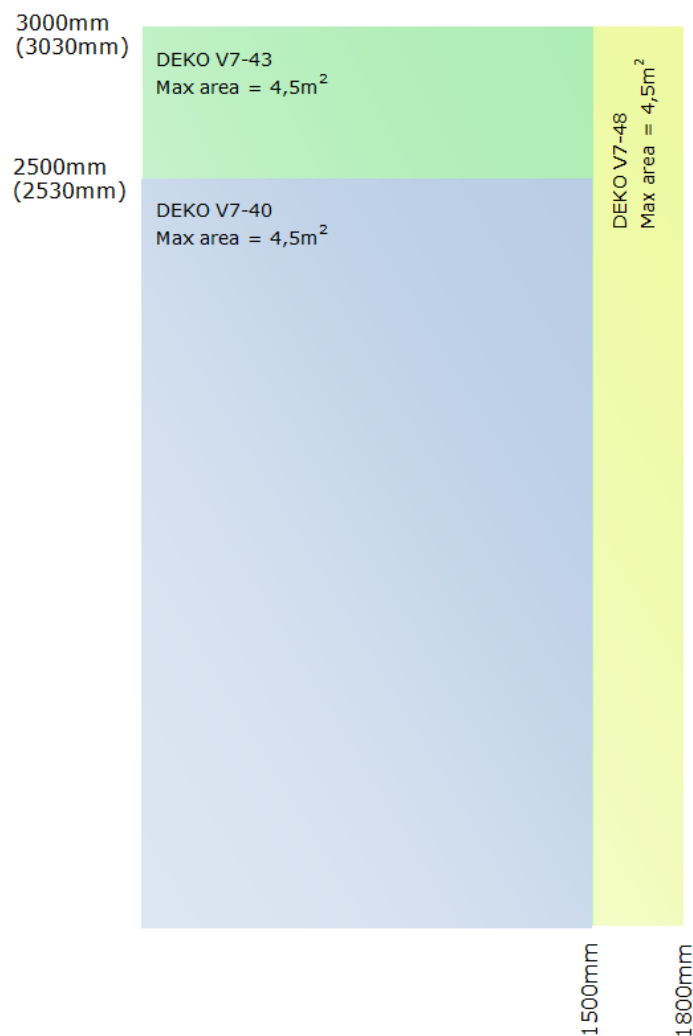 3000mm
(3030mm)
DEKO V7-43
Max area = 4,5m²
DEKO V7-48
Max area = 4,5m²
2500mm
(2530mm)
DEKO V7-40
Max area = 4,5m²
1500mm
1800mm